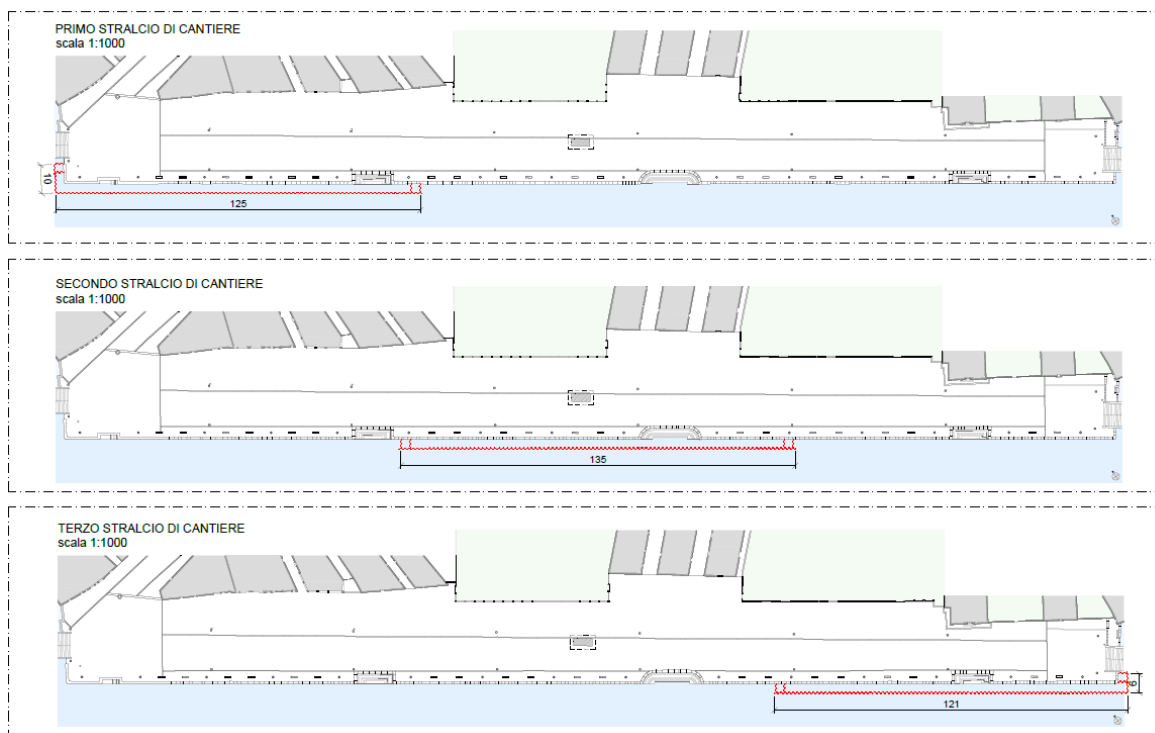 PRIMO STRALCIO DI CANTIERE
scala 1:1000
10
125
SECONDO STRALCIO DI CANTIERE
scala 1:1000
135
TERZO STRALCIO DI CANTIERE
scala 1:1000
6
121